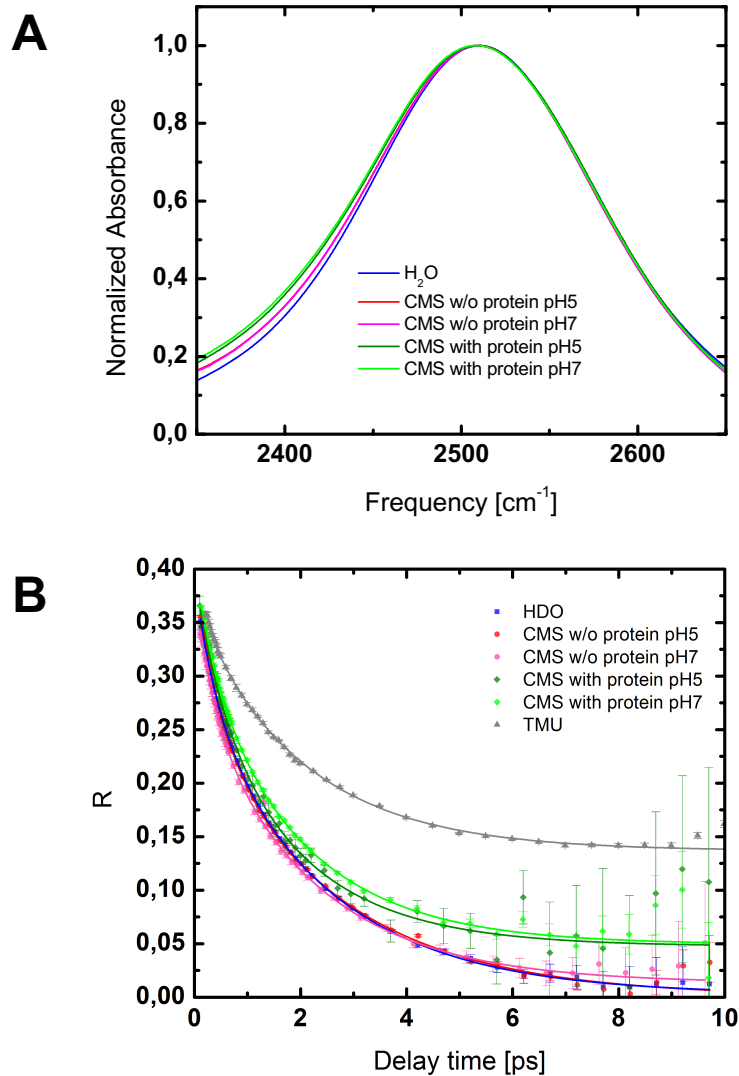 A
1,0
0,8
0,6
0,4
0,2
0,0
Normalized Absorbance
H₂O
CMS w/o protein pH5
CMS w/o protein pH7
CMS with protein pH5
CMS with protein pH7
2400 2500 2600
Frequency [cm⁻¹]
B
0,40
0,35
0,30
0,25
0,20
0,15
0,10
0,05
0,00
R
HDO
CMS w/o protein pH5
CMS w/o protein pH7
CMS with protein pH5
CMS with protein pH7
TMU
0 2 4 6 8 10
Delay time [ps]